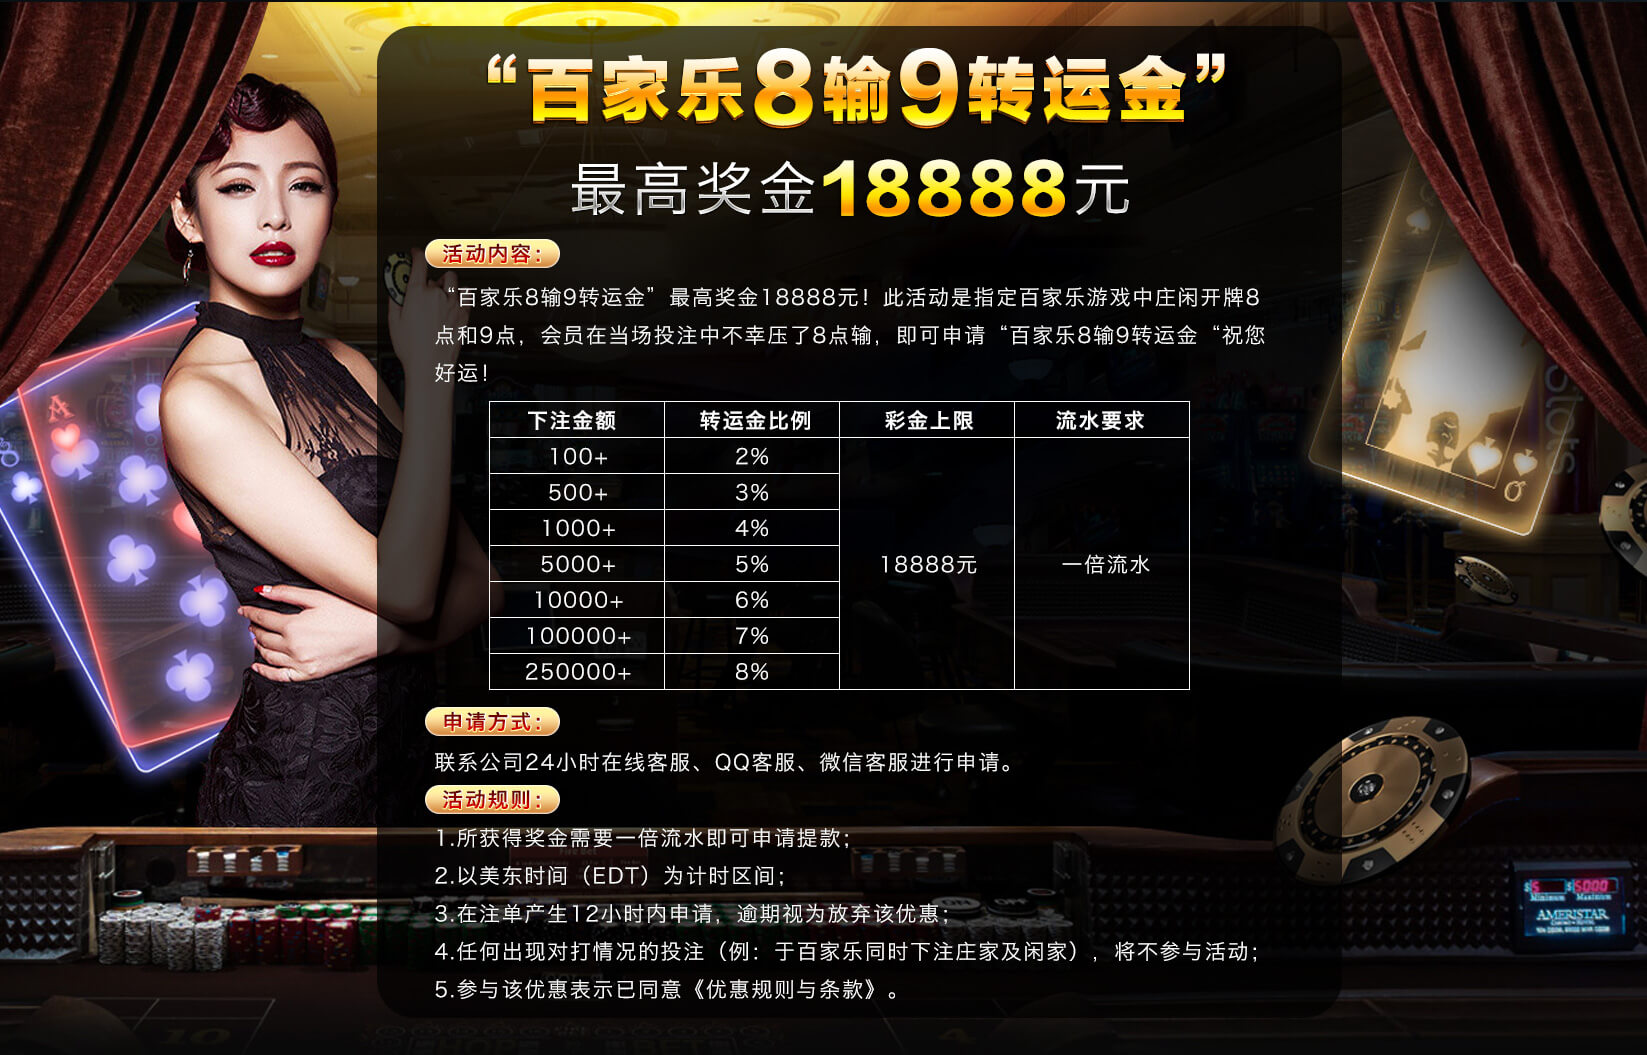 “百家乐8输9转运金”
最高奖金18888元
活动内容：
“百家乐8输9转运金”最高奖金18888元！此活动是指定百家乐游戏中庄闲开牌8
点和9点，会员在当场投注中不幸压了8点输，即可申请“百家乐8输9转运金“祝您
好运！
下注金额 转运金比例 彩金上限 流水要求
100+ 2%
500+ 3%
1000+ 4%
5000+ 5% 18888元 一倍流水
10000+ 6%
100000+ 7%
250000+ 8%
申请方式：
联系公司24小时在线客服、QQ客服、微信客服进行申请。
活动规则：
1.所获得奖金需要一倍流水即可申请提款；
2.以美东时间（EDT）为计时区间；
3.在注单产生12小时内申请，逾期视为放弃该优惠；
4.任何出现对打情况的投注（例：于百家乐同时下注庄家及闲家），将不参与活动；
5.参与该优惠表示已同意《优惠规则与条款》。
A
8
Q
slots
$5 $5000
Minimum Maximum
AMERISTAR
10
4